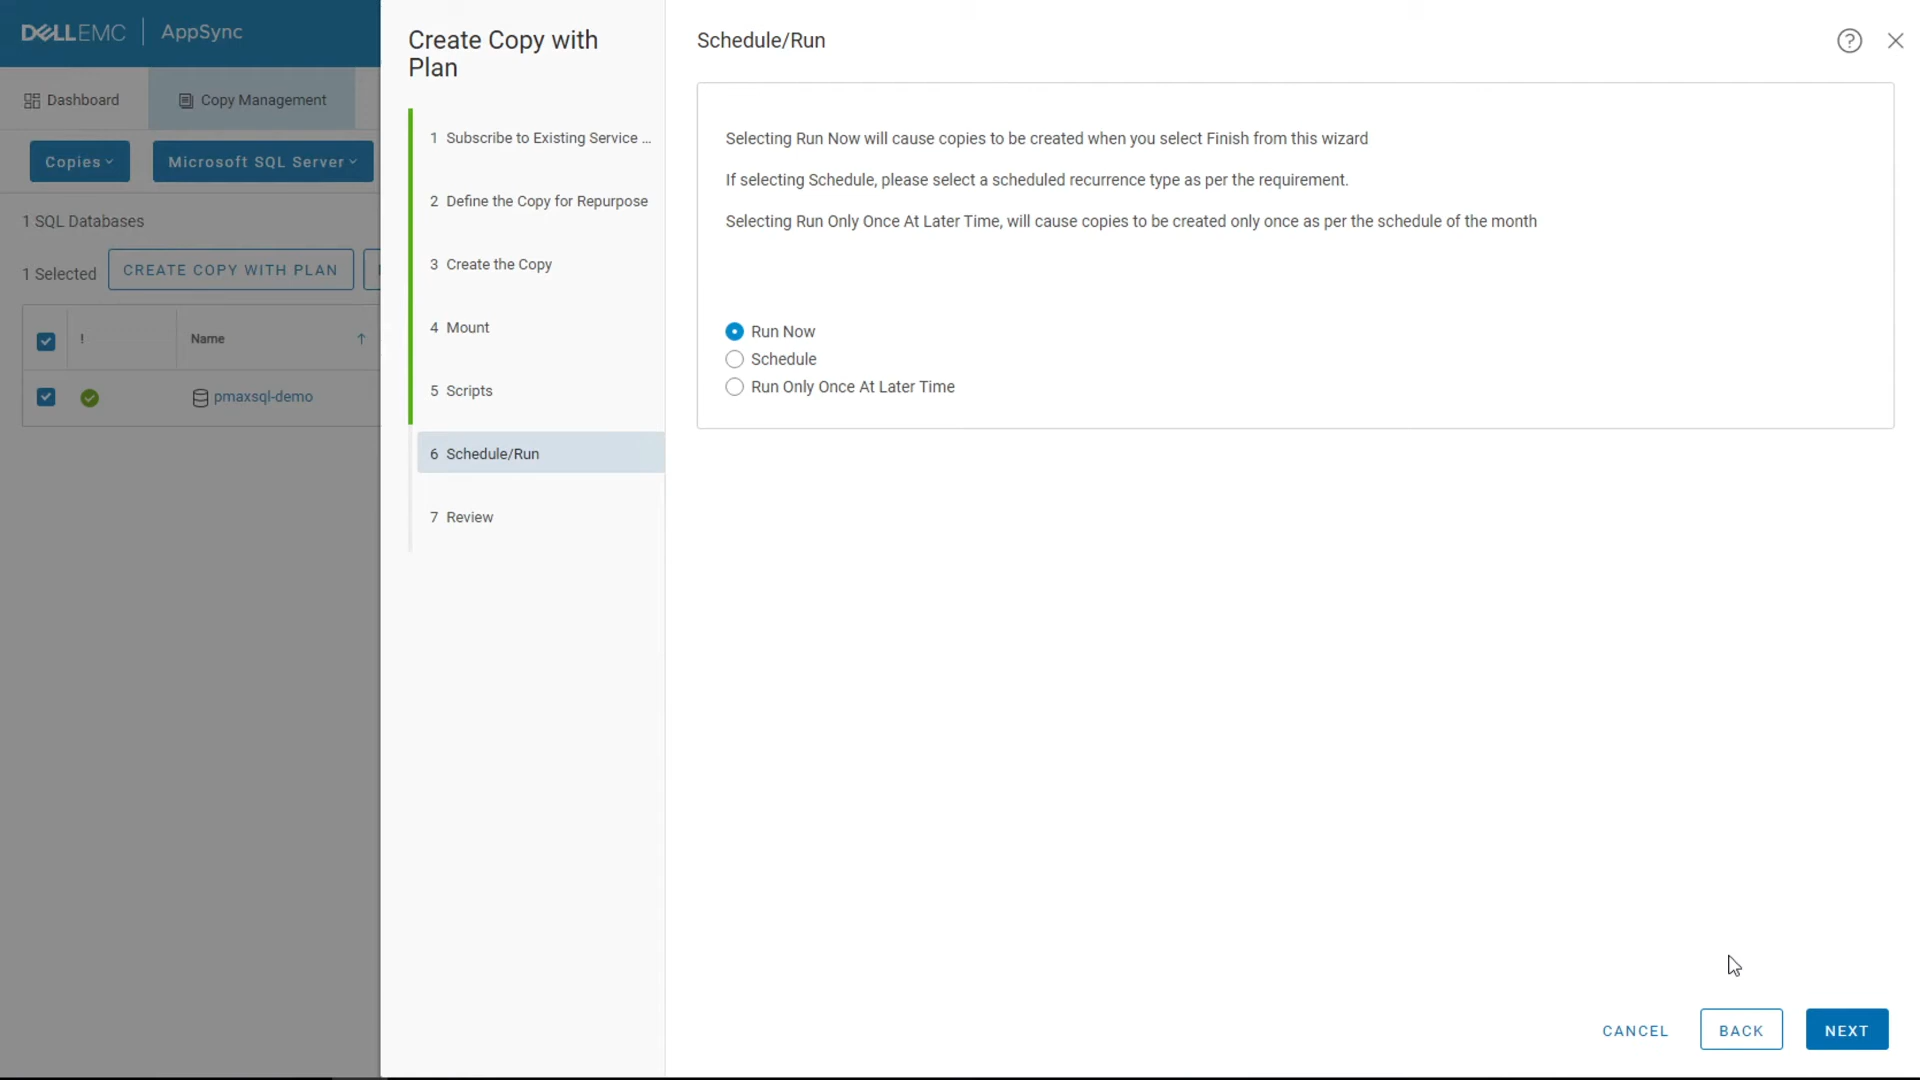 DELLEMC | AppSync
Dashboard
Copy Management
Copies
Microsoft SQL Server
1 SQL Databases
1 Selected
CREATE COPY WITH PLAN
! Name
pmaxsql-demo
Create Copy with
Plan
1 Subscribe to Existing Service ...
2 Define the Copy for Repurpose
3 Create the Copy
4 Mount
5 Scripts
6 Schedule/Run
7 Review
Schedule/Run
Selecting Run Now will cause copies to be created when you select Finish from this wizard
If selecting Schedule, please select a scheduled recurrence type as per the requirement.
Selecting Run Only Once At Later Time, will cause copies to be created only once as per the schedule of the month
Run Now
Schedule
Run Only Once At Later Time
CANCEL
BACK
NEXT